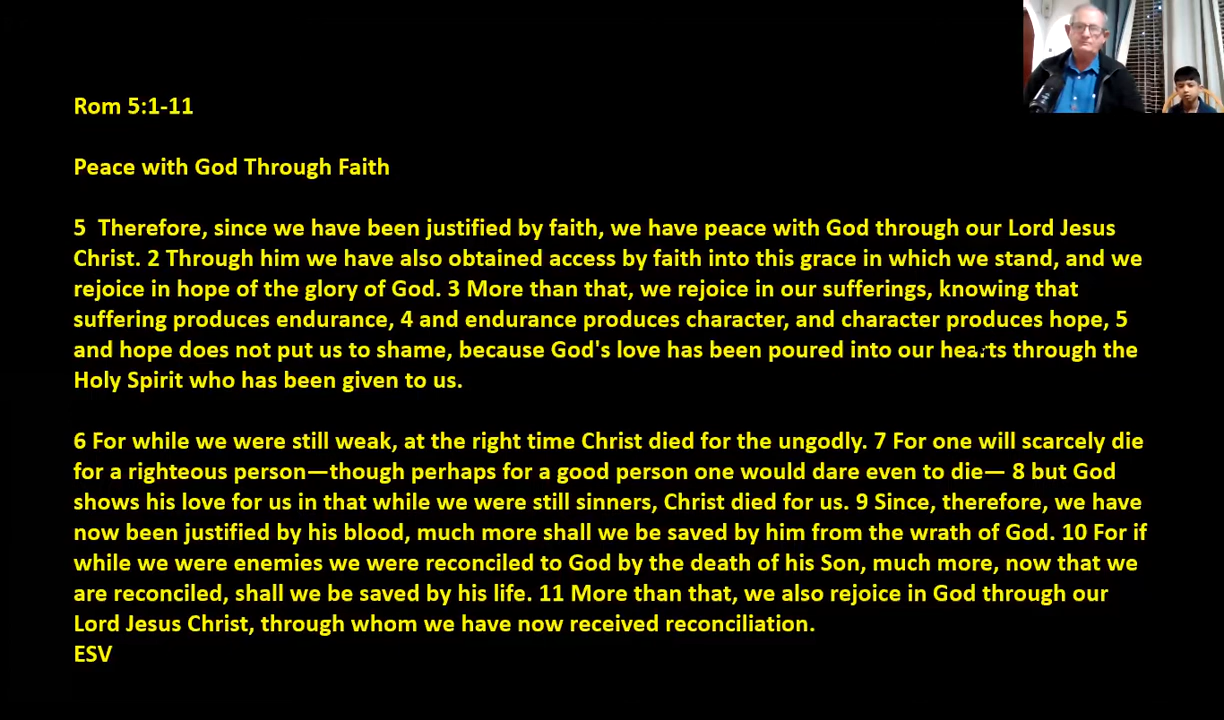 Rom 5:1-11
Peace with God Through Faith
5  Therefore, since we have been justified by faith, we have peace with God through our Lord Jesus
Christ. 2 Through him we have also obtained access by faith into this grace in which we stand, and we
rejoice in hope of the glory of God. 3 More than that, we rejoice in our sufferings, knowing that
suffering produces endurance, 4 and endurance produces character, and character produces hope, 5
and hope does not put us to shame, because God's love has been poured into our hearts through the
Holy Spirit who has been given to us.
6 For while we were still weak, at the right time Christ died for the ungodly. 7 For one will scarcely die
for a righteous person—though perhaps for a good person one would dare even to die— 8 but God
shows his love for us in that while we were still sinners, Christ died for us. 9 Since, therefore, we have
now been justified by his blood, much more shall we be saved by him from the wrath of God. 10 For if
while we were enemies we were reconciled to God by the death of his Son, much more, now that we
are reconciled, shall we be saved by his life. 11 More than that, we also rejoice in God through our
Lord Jesus Christ, through whom we have now received reconciliation.
ESV